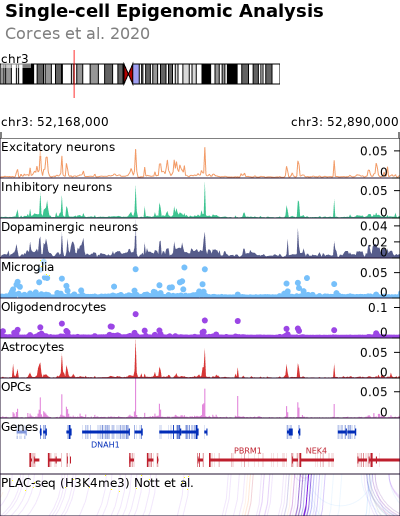 Single-cell Epigenomic Analysis
Corces et al. 2020
chr3
chr3: 52,168,000 chr3: 52,890,000
Excitatory neurons 0.05
0
Inhibitory neurons 0.05
0
Dopaminergic neurons 0.04
0.02
0
Microglia 0.05
0
Oligodendrocytes 0.1
0
Astrocytes 0.05
0
OPCs 0.05
0
Genes
DNAH1
PBRM1 NEK4
PLAC-seq (H3K4me3) Nott et al.